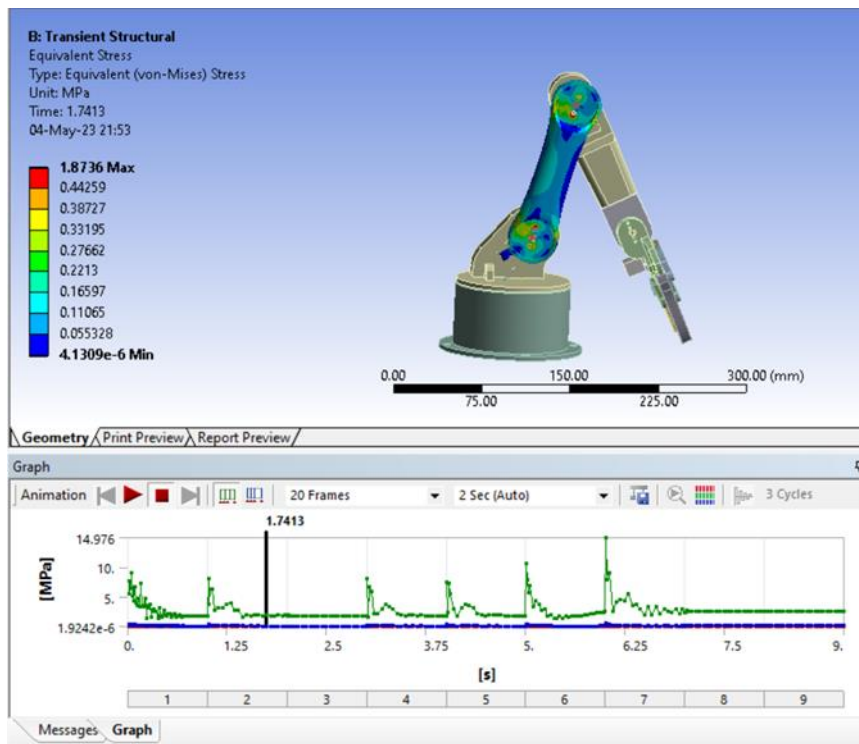 B: Transient Structural
Equivalent Stress
Type: Equivalent (von-Mises) Stress
Unit: MPa
Time: 1.7413
04-May-23 21:53
1.8736 Max
0.44259
0.38727
0.33195
0.27662
0.2213
0.16597
0.11065
0.055328
4.1309e-6 Min
0.00 150.00 300.00 (mm)
75.00 225.00
Geometry Print Preview Report Preview
Graph
Animation 20 Frames 2 Sec (Auto) 3 Cycles
1.7413
14.976
10.
5.
1.9242e-6
[MPa]
0. 1.25 2.5 3.75 5. 6.25 7.5 9.
[s]
1 2 3 4 5 6 7 8 9
Messages Graph